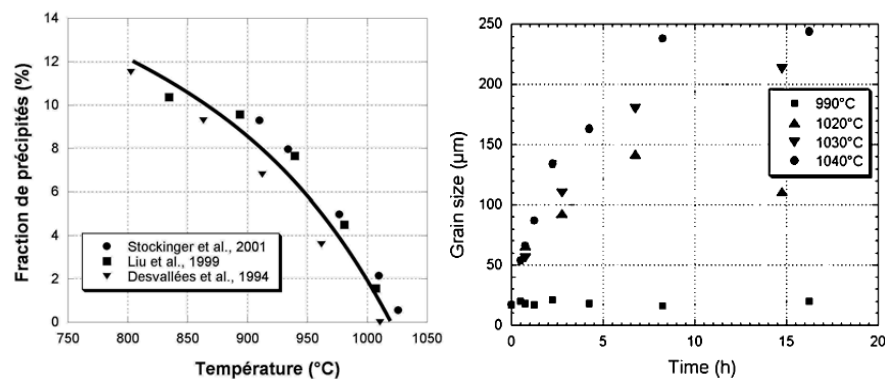 Fraction de précipités (%)
14
12
10
8
6
4
2
0
Stockinger et al., 2001
Liu et al., 1999
Desvallées et al., 1994
750 800 850 900 950 1000 1050
Température (°C)
Grain size (µm)
250
200
150
100
50
0
990°C
1020°C
1030°C
1040°C
0 5 10 15 20
Time (h)